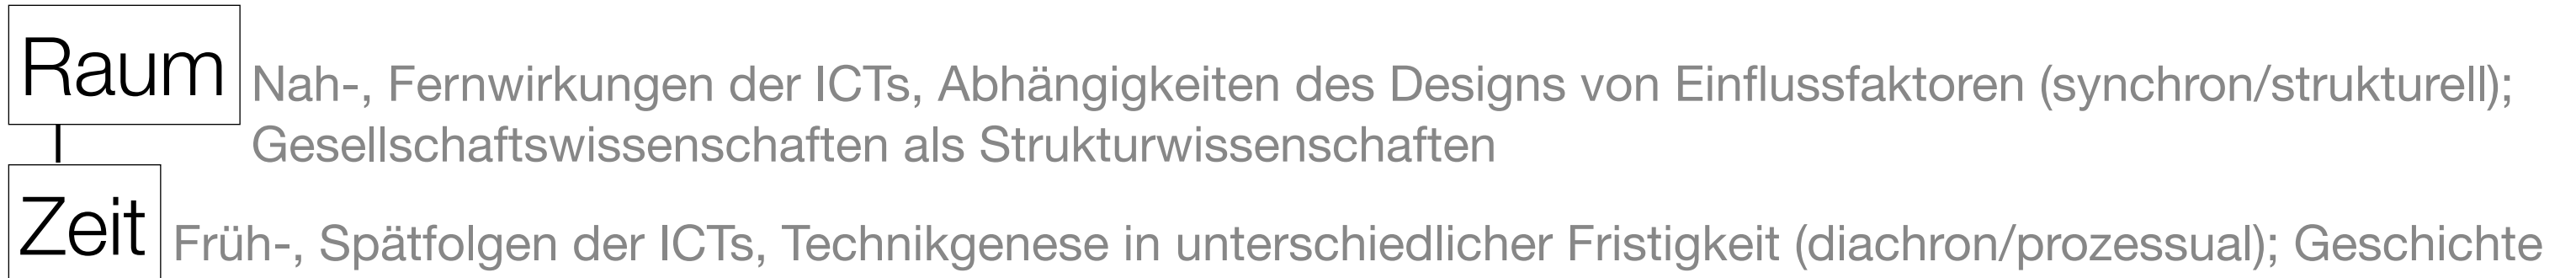 Raum
Nah-, Fernwirkungen der ICTs, Abhängigkeiten des Designs von Einflussfaktoren (synchron/strukturell);
Gesellschaftswissenschaften als Strukturwissenschaften
Zeit
Früh-, Spätfolgen der ICTs, Technikgenese in unterschiedlicher Fristigkeit (diachron/prozessual); Geschichte